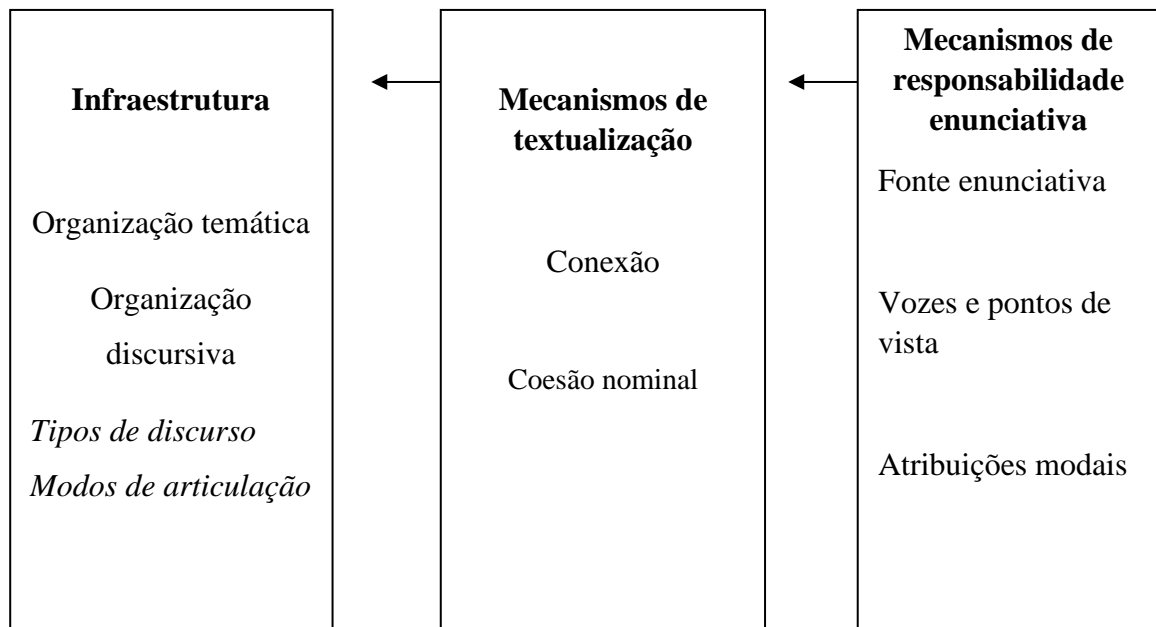 Infraestrutura
Organização temática
Organização
discursiva
Tipos de discurso
Modos de articulação
Mecanismos de
textualização
Conexão
Coesão nominal
Mecanismos de
responsabilidade
enunciativa
Fonte enunciativa
Vozes e pontos de
vista
Atribuições modais